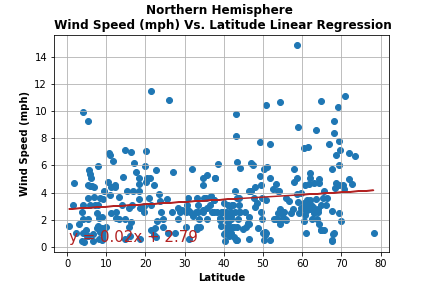 Northern Hemisphere
Wind Speed (mph) Vs. Latitude Linear Regression
Wind Speed (mph)
14
12
10
8
6
4
2
0
y = 0.02x + 2.79
0 10 20 30 40 50 60 70 80
Latitude